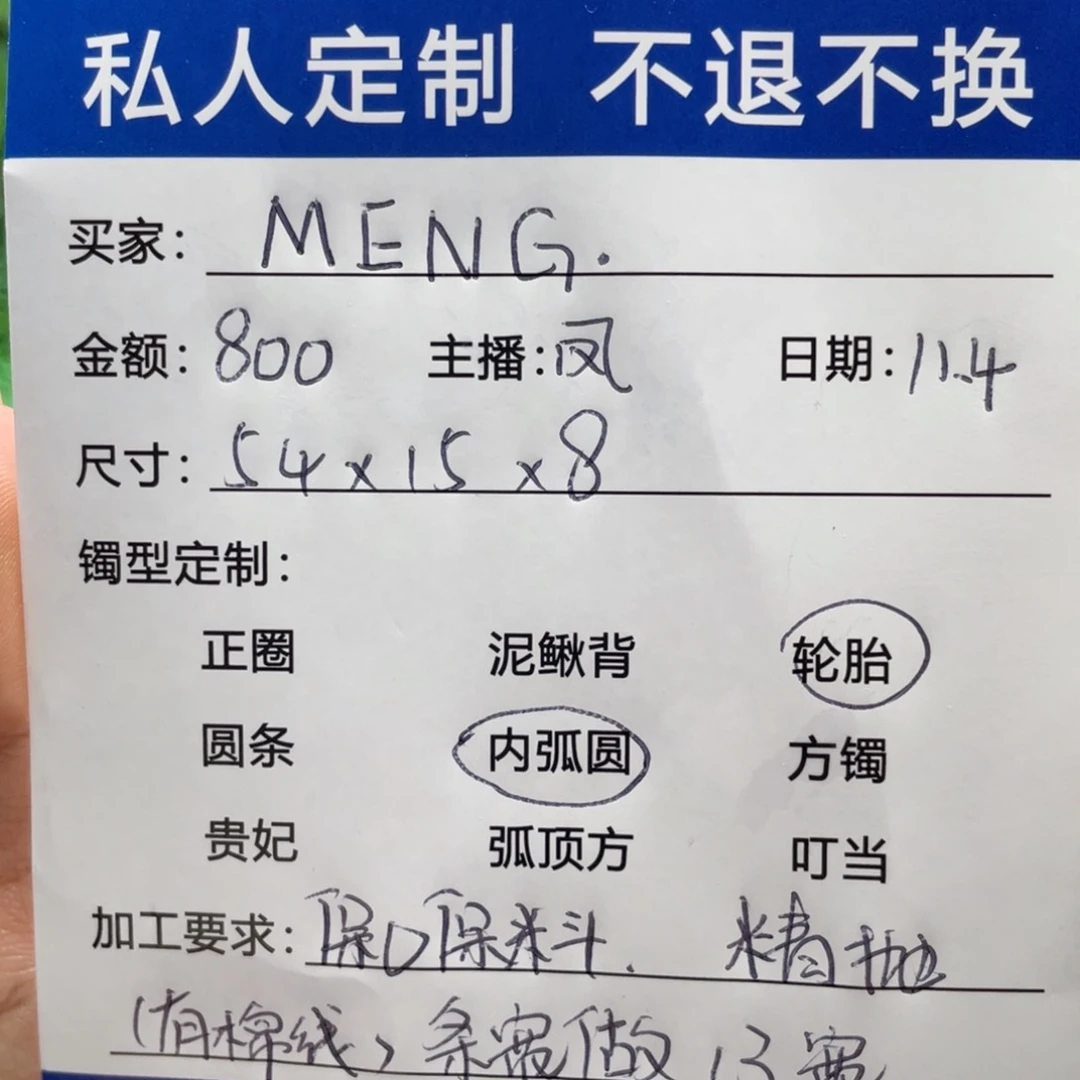 私人定制 不退不换
买家: MENG.
金额: 800 主播: 凤 日期: 11.4
尺寸: 54x15x8
镯型定制:
正圈 泥鳅背 轮胎
圆条 内弧圆 方镯
贵妃 弧顶方 叮当
加工要求: 保口保料. 精抛
(有棉线) 条宽做13宽